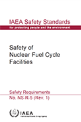 IAEA Safety Standards
for protecting people and the environment
Safety of
Nuclear Fuel Cycle
Facilities
Safety Requirements
No. NS-R-5 (Rev. 1)